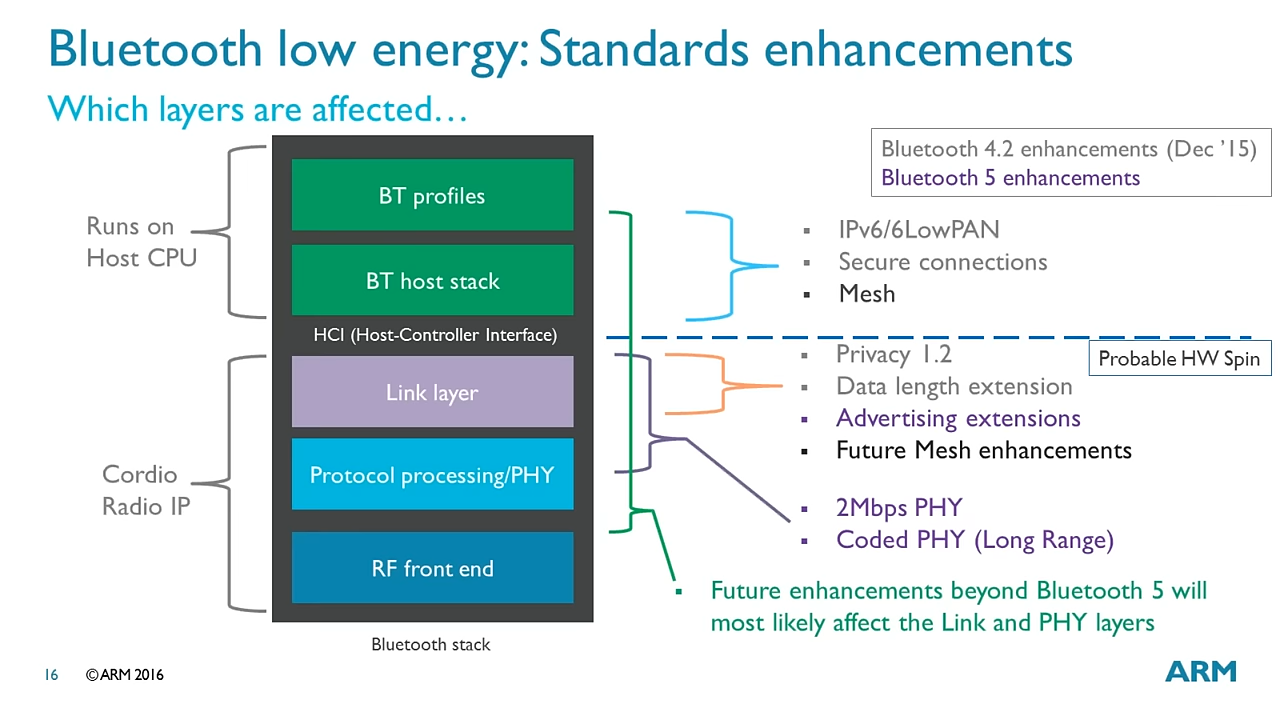 Bluetooth low energy: Standards enhancements
Which layers are affected…
Bluetooth 4.2 enhancements (Dec ’15)
Bluetooth 5 enhancements
Runs on
Host CPU
BT profiles
BT host stack
HCI (Host-Controller Interface)
Link layer
Protocol processing/PHY
RF front end
Bluetooth stack
Cordio
Radio IP
▪ IPv6/6LowPAN
▪ Secure connections
▪ Mesh
Probable HW Spin
▪ Privacy 1.2
▪ Data length extension
▪ Advertising extensions
▪ Future Mesh enhancements
▪ 2Mbps PHY
▪ Coded PHY (Long Range)
▪ Future enhancements beyond Bluetooth 5 will
most likely affect the Link and PHY layers
16 © ARM 2016
ARM